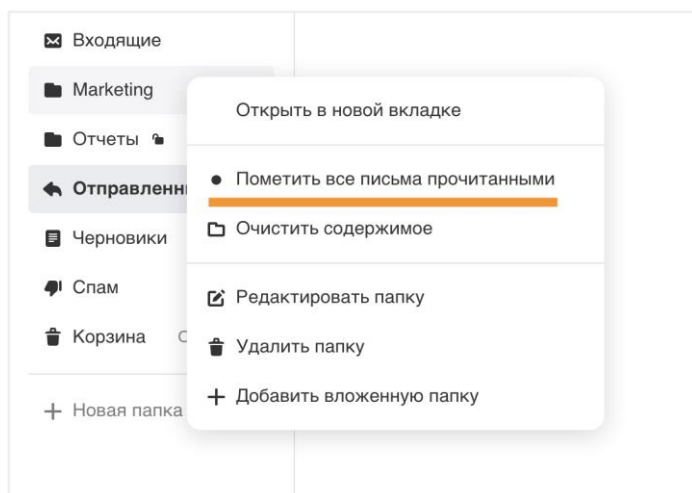 Входящие
Marketing
Отчеты
Отправленн
Черновики
Спам
Корзина
Новая папка
Открыть в новой вкладке
Пометить все письма прочитанными
Очистить содержимое
Редактировать папку
Удалить папку
Добавить вложенную папку